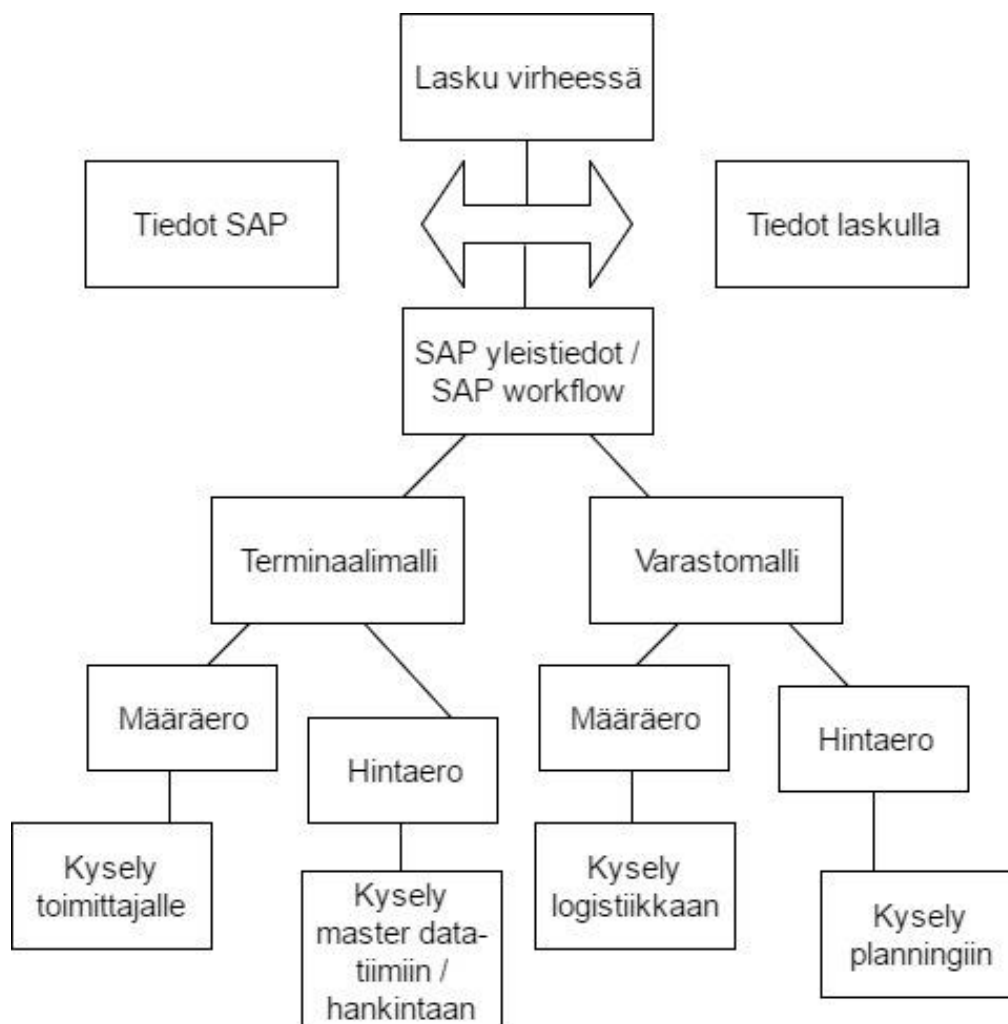 Lasku virheessä
Tiedot SAP
Tiedot laskulla
SAP yleistiedot /
SAP workflow
Terminaalimalli
Varastomalli
Määräero
Hintaero
Määräero
Hintaero
Kysely
toimittajalle
Kysely
master data-
tiimiin /
hankintaan
Kysely
logistiikkaan
Kysely
planningiin